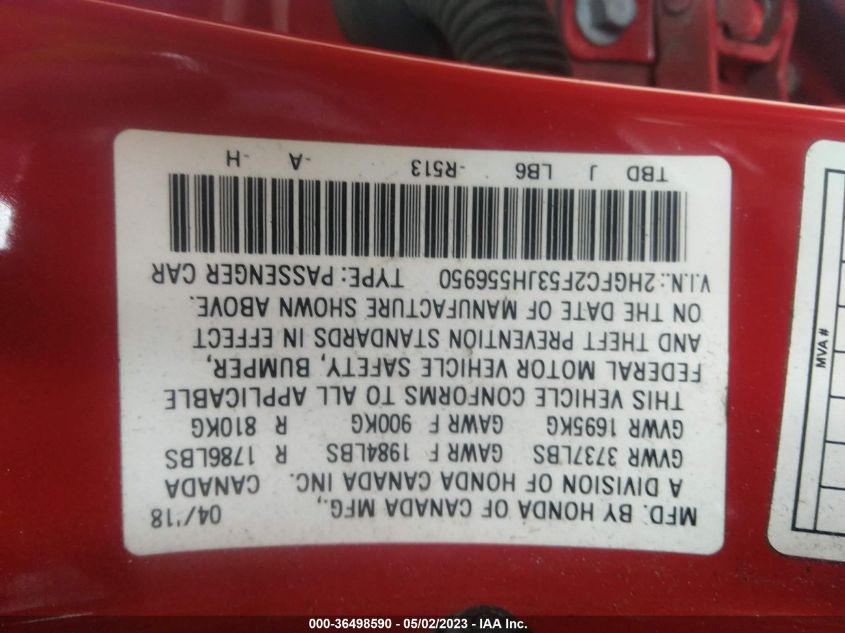 MFD. BY HONDA OF CANADA MFG., 04/'18
A DIVISION OF HONDA CANADA INC. CANADA
GVWR 3737LBS GAWR F 1984LBS R 1786LBS
GVWR 1695KG GAWR F 900KG R 810KG
THIS VEHICLE CONFORMS TO ALL APPLICABLE
FEDERAL MOTOR VEHICLE SAFETY, BUMPER,
AND THEFT PREVENTION STANDARDS IN EFFECT
ON THE DATE OF MANUFACTURE SHOWN ABOVE.
V.I.N.: 2HGFC2F53JH556950 TYPE: PASSENGER CAR
TBD J LB6 -R513 -A -H
MVA #
000-36498590 - 05/02/2023 - IAA Inc.